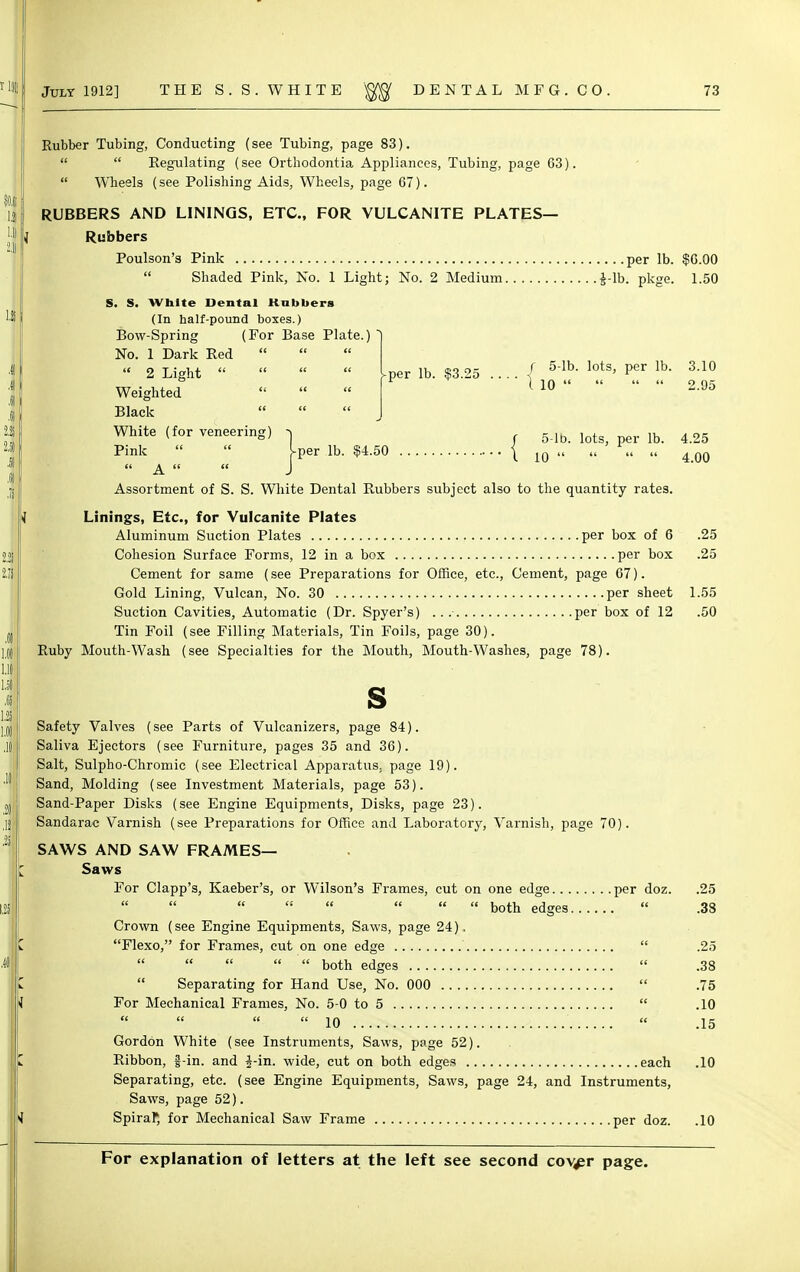 JULY 1912] THE S. S. WHITE DENTAL MFG. CO. 73
Rubber Tubing, Conducting (see Tubing, page 83).
“ “ Regulating (see Orthodontia Appliances, Tubing, page 63).
“ Wheels (see Polishing Aids, Wheels, page 67).
RUBBERS AND LININGS, ETC., FOR VULCANITE PLATES—
Rubbers
Poulson's Pink ........ per lb. $6.00
“ Shaded Pink, No. 1 Light; No. 2 Medium........ ½-lb. pkge. 1.50
S. S. White Dental Rubbers
(In half-pound boxes.)
Bow-Spring (For Base Plate.)
No. 1 Dark Red “ “ “
“ 2 Light “ “ “ “ per lb. $3.25 .... { 5-lb. lots, per lb. 3.10
Weighted “ “ “ 10 “ “ “ “ 2.95
Black “ “ “
White (for veneering)
Pink “ “ per lb. $4.50 ........ { 5-lb. lots, per lb. 4.25
“ A “ “ 10 “ “ “ “ 4.00
Assortment of S. S. White Dental Rubbers subject also to the quantity rates.
Linings, Etc., for Vulcanite Plates
Aluminum Suction Plates ........ per box of 6 .25
Cohesion Surface Forms, 12 in a box ........ per box .25
Cement for same (see Preparations for Office, etc., Cement, page 67).
Gold Lining, Vulcan, No. 30 ........ per sheet 1.55
Suction Cavities, Automatic (Dr. Spyer's) ........ per box of 12 .50
Tin Foil (see Filling Materials, Tin Foils, page 30).
Ruby Mouth-Wash (see Specialties for the Mouth, Mouth-Washes, page 78).
S
Safety Valves (see Parts of Vulcanizers, page 84).
Saliva Ejectors (see Furniture, pages 35 and 36).
Salt, Sulpho-Chromic (see Electrical Apparatus, page 19).
Sand, Molding (see Investment Materials, page 53).
Sand-Paper Disks (see Engine Equipments, Disks, page 23).
Sandarac Varnish (see Preparations for Office and Laboratory, Varnish, page 70).
SAWS AND SAW FRAMES—
Saws
For Clapp's, Kaeber's, or Wilson's Frames, cut on one edge........ per doz. .25
“ “ “ “ “ “ “ “ both edges...... “ .38
Crown (see Engine Equipments, Saws, page 24).
“Flexo,” for Frames, cut on one edge ........ “ .25
“ “ “ “ “ both edges ........ “ .38
“ Separating for Hand Use, No. 000 ........ “ .75
For Mechanical Frames, No. 5-0 to 5 ........ “ .10
“ “ “ “ 10 ........ “ .15
Gordon White (see Instruments, Saws, page 52).
Ribbon, ⅜-in. and ½-in. wide, cut on both edges ........ each .10
Separating, etc. (see Engine Equipments, Saws, page 24, and Instruments,
Saws, page 52).
Spiral, for Mechanical Saw Frame ........ per doz. .10
For explanation of letters at the left see second cover page.